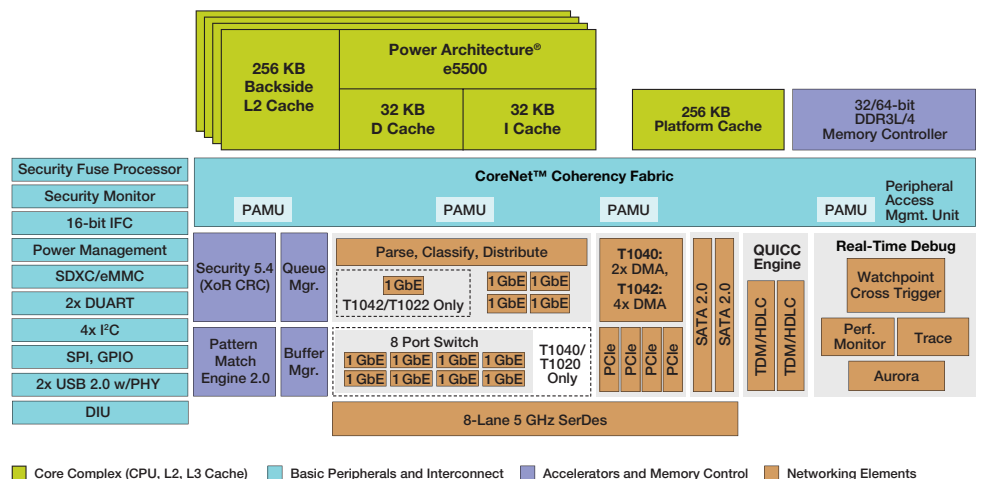 Power Architecture®
e5500
256 KB
Backside
L2 Cache
32 KB
D Cache
32 KB
I Cache
256 KB
Platform Cache
32/64-bit
DDR3L/4
Memory Controller
Security Fuse Processor
Security Monitor
16-bit IFC
Power Management
SDXC/eMMC
2x DUART
4x I²C
SPI, GPIO
2x USB 2.0 w/PHY
DIU
CoreNet™ Coherency Fabric
PAMU
PAMU
PAMU
PAMU
Peripheral
Access
Mgmt. Unit
Security 5.4
(XoR CRC)
Queue
Mgr.
Pattern
Match
Engine 2.0
Buffer
Mgr.
Parse, Classify, Distribute
1 GbE
T1042/T1022 Only
1 GbE 1 GbE
1 GbE 1 GbE
8 Port Switch
1 GbE 1 GbE 1 GbE 1 GbE
1 GbE 1 GbE 1 GbE 1 GbE
T1040/
T1020
Only
T1040:
2x DMA,
T1042:
4x DMA
PCIe
PCIe
PCIe
PCIe
SATA 2.0
SATA 2.0
QUICC
Engine
TDM/HDLC
TDM/HDLC
Real-Time Debug
Watchpoint
Cross Trigger
Perf.
Monitor
Trace
Aurora
8-Lane 5 GHz SerDes
Core Complex (CPU, L2, L3 Cache) Basic Peripherals and Interconnect Accelerators and Memory Control Networking Elements